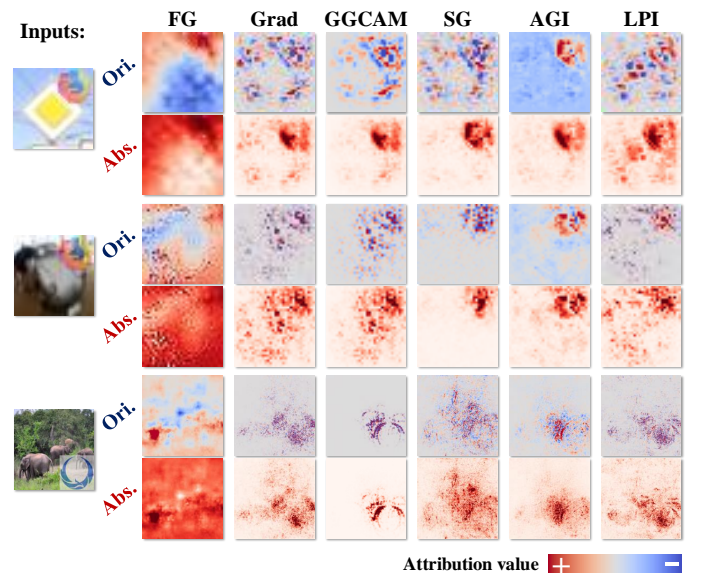 FG Grad GGCAM SG AGI LPI
Inputs:
Ori.
Abs.
Ori.
Abs.
Ori.
Abs.
Attribution value + −